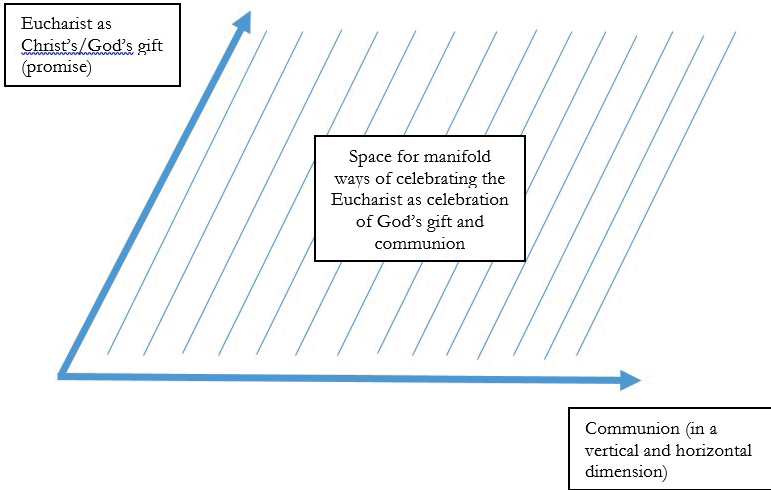 Eucharist as
Christ's/God's gift
(promise)
Space for manifold
ways of celebrating the
Eucharist as celebration
of God's gift and
communion
Communion (in a
vertical and horizontal
dimension)